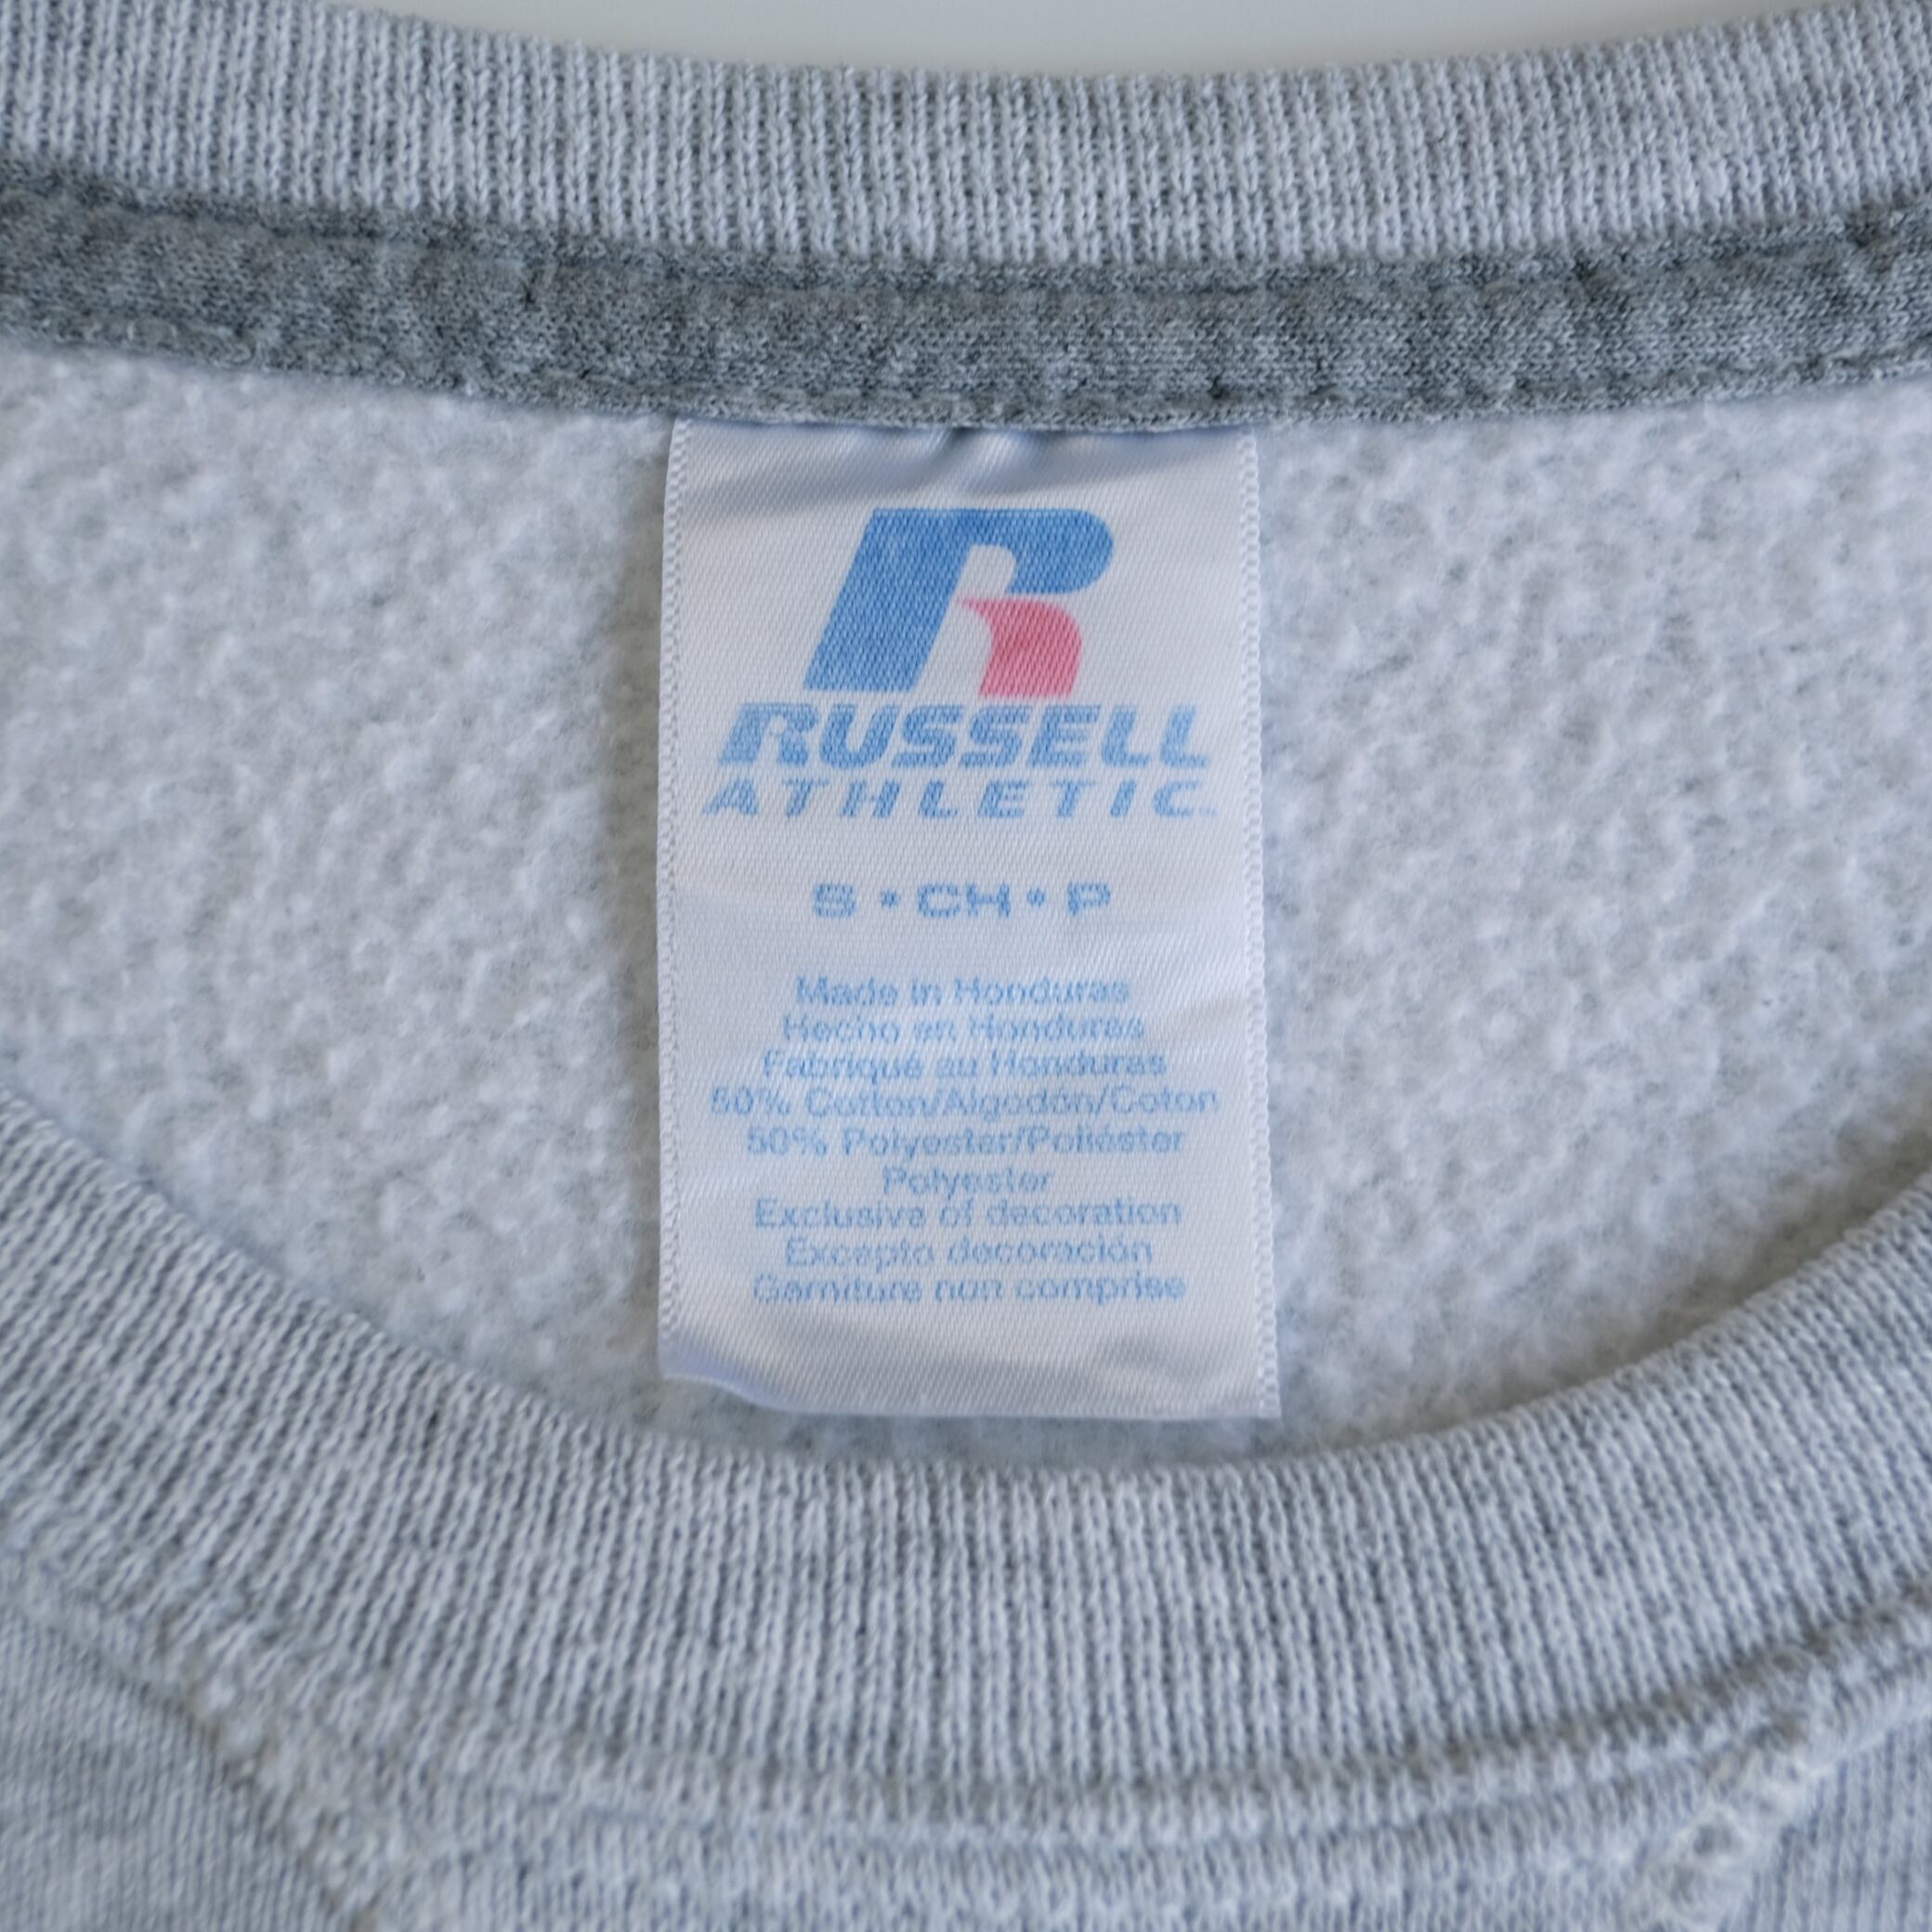 R
RUSSELL
ATHLETIC
S • CH • P
Made in Honduras
Hecho en Honduras
Fabriqué au Honduras
50% Cotton/Algodón/Coton
50% Polyester/Poliéster
Polyester
Exclusive of decoration
Excepto decoración
Garniture non comprise